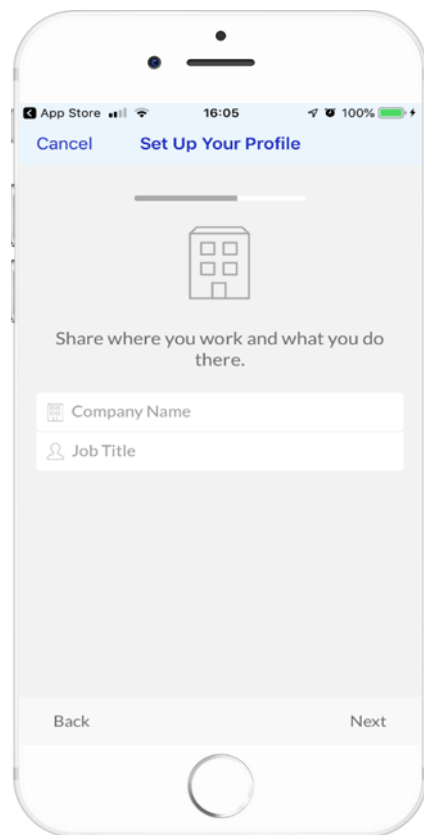 App Store 16:05 100%
Cancel Set Up Your Profile
Share where you work and what you do
there.
Company Name
Job Title
Back Next